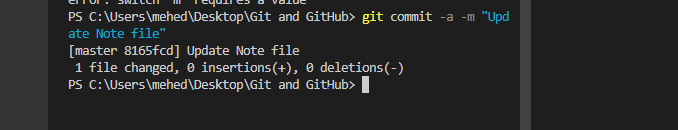 error: switch `m' requires a value
PS C:\Users\mehed\Desktop\Git and GitHub> git commit -a -m "Upd
ate Note file"
[master 8165fcd] Update Note file
 1 file changed, 0 insertions(+), 0 deletions(-)
PS C:\Users\mehed\Desktop\Git and GitHub>